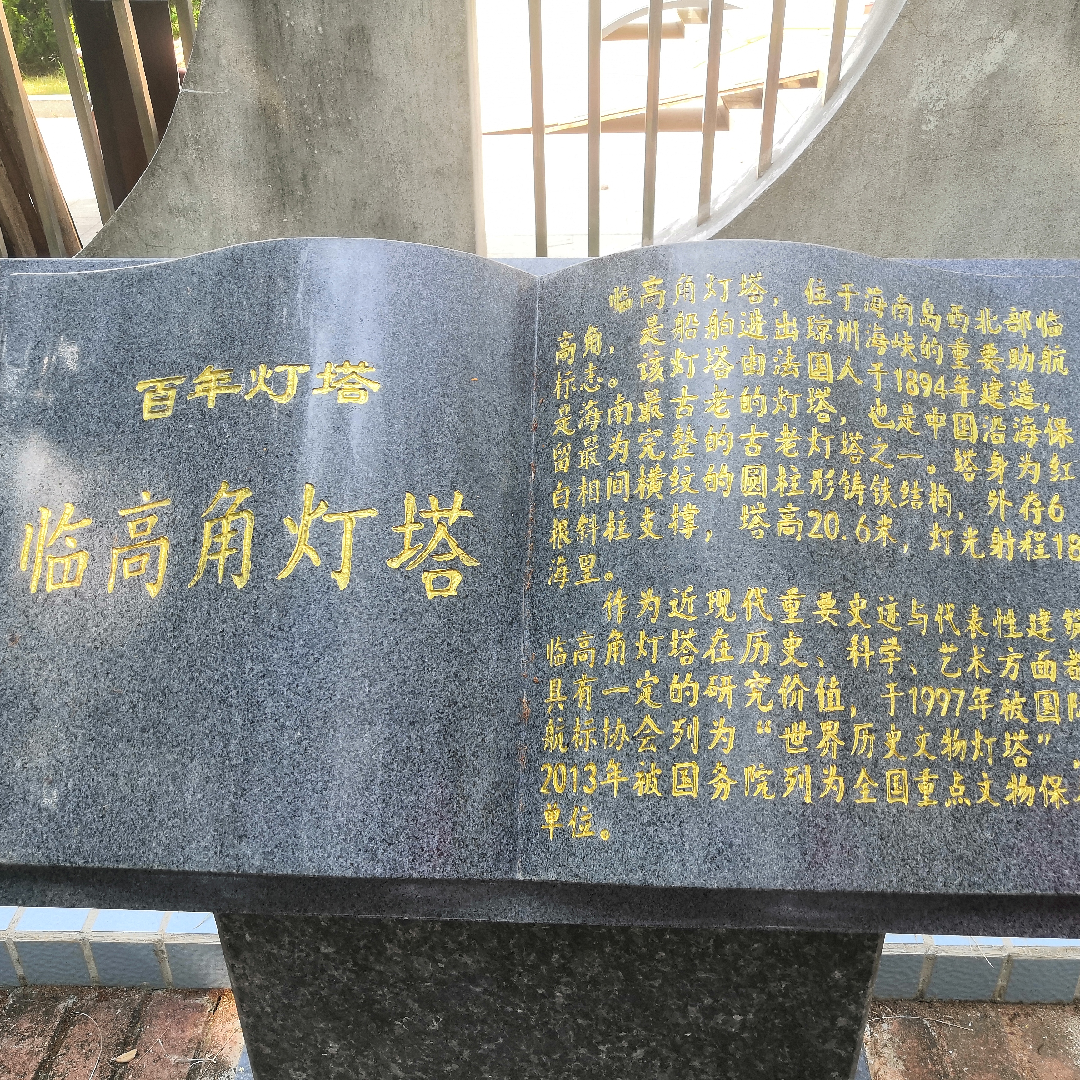 百年灯塔
临高角灯塔
临高角灯塔，位于海南岛西北部临
高角，是船舶进出琼州海峡的重要助航
标志。该灯塔由法国人于1894年建造，
是海南最古老的灯塔，也是中国沿海保
留最为完整的古老灯塔之一。塔身为红
白相间横纹的圆柱形铸铁结构，外存6
根斜柱支撑，塔高20.6米，灯光射程18
海里。
作为近现代重要史迹与代表性建筑
临高角灯塔在历史、科学、艺术方面都
具有一定的研究价值，于1997年被国际
航标协会列为“世界历史文物灯塔”，
2013年被国务院列为全国重点文物保
单位。